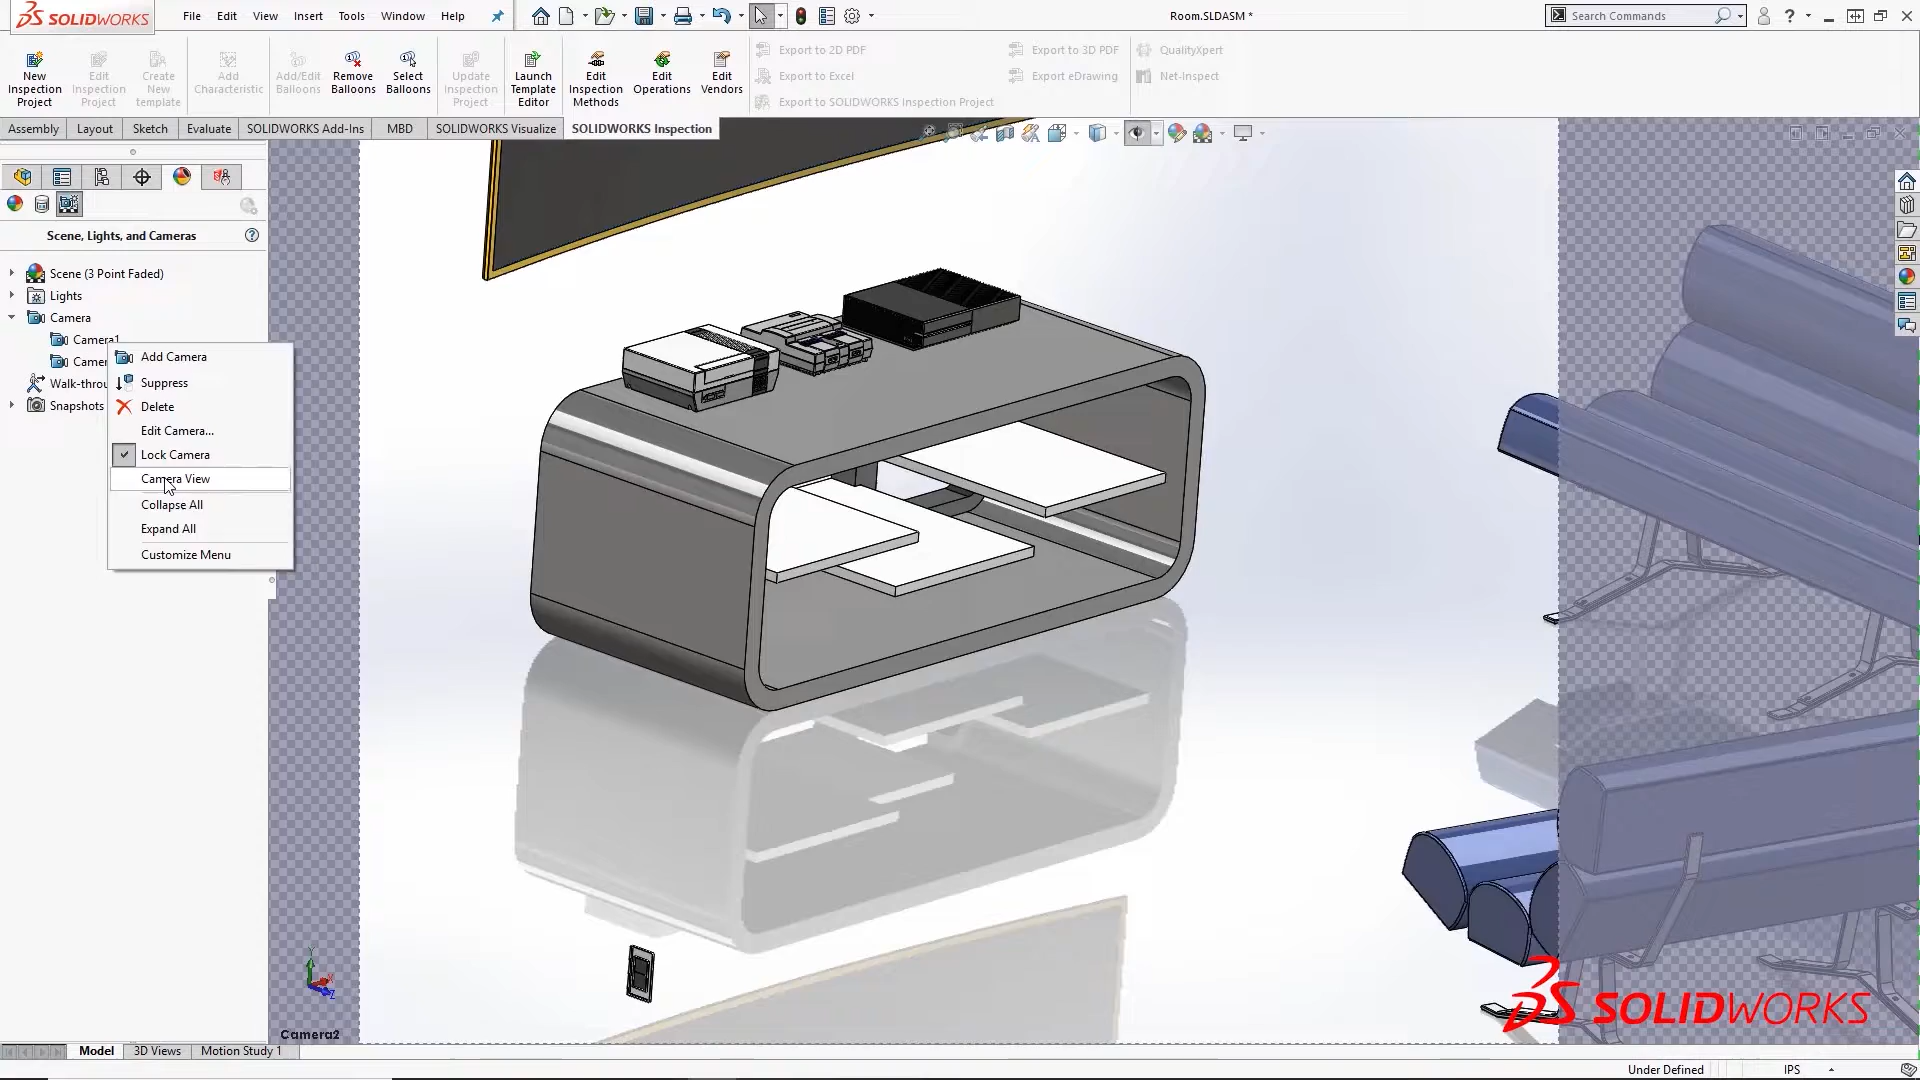 SOLIDWORKS
File Edit View Insert Tools Window Help
Room.SLDASM *
Search Commands
New Inspection Project
Edit Inspection Project
Create New template
Add Characteristic
Add/Edit Balloons
Remove Balloons
Select Balloons
Update Inspection Project
Launch Template Editor
Edit Inspection Methods
Edit Operations
Edit Vendors
Export to 2D PDF
Export to Excel
Export to SOLIDWORKS Inspection Project
Export to 3D PDF
Export eDrawing
QualityXpert
Net-Inspect
Assembly Layout Sketch Evaluate SOLIDWORKS Add-Ins MBD SOLIDWORKS Visualize SOLIDWORKS Inspection
Scene, Lights, and Cameras
Scene (3 Point Faded)
Lights
Camera
Camera1
Camer
Walk-throu
Snapshots
Add Camera
Suppress
Delete
Edit Camera...
Lock Camera
Camera View
Collapse All
Expand All
Customize Menu
Y
X
Z
Camera2
SOLIDWORKS
Model 3D Views Motion Study 1
Under Defined IPS